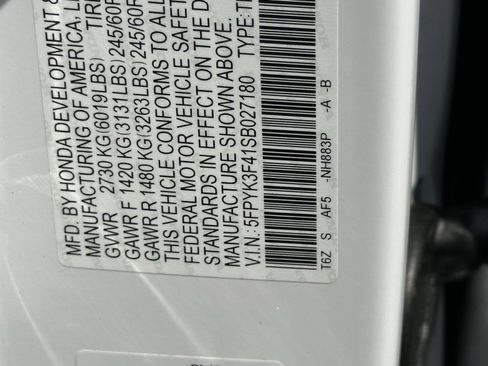 MFD. BY HONDA DEVELOPMENT &
MANUFACTURING OF AMERICA,
GVWR 2730 KG(6019LBS) TIRE
GAWR F 1420 KG(3131LBS) 245/60R
GAWR R 1480 KG(3263LBS) 245/60R
THIS VEHICLE CONFORMS TO ALL
FEDERAL MOTOR VEHICLE SAFETY
STANDARDS IN EFFECT ON THE D
MANUFACTURE SHOWN ABOVE.
V.I.N.: 5FPYK3F41SB027180 TYPE:
T6Z S AF5 -NH883P -A -B